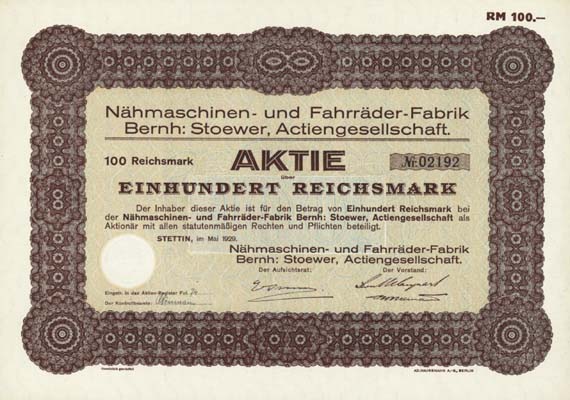 RM 100.—
Nähmaschinen- und Fahrräder-Fabrik
Bernh: Stoewer, Actiengesellschaft.
100 Reichsmark AKTIE Nr. 02192
über
EINHUNDERT REICHSMARK
Der Inhaber dieser Aktie ist für den Betrag von Einhundert Reichsmark bei
der Nähmaschinen- und Fahrräder-Fabrik Bernh: Stoewer, Actiengesellschaft als
Aktionär mit allen statutenmäßigen Rechten und Pflichten beteiligt.
STETTIN, im Mai 1929.
Nähmaschinen- und Fahrräder-Fabrik
Bernh: Stoewer, Actiengesellschaft.
Der Aufsichtsrat: Der Vorstand:
Eingetr. in das Aktien-Register Fol.
Der Kontrollbeamte: